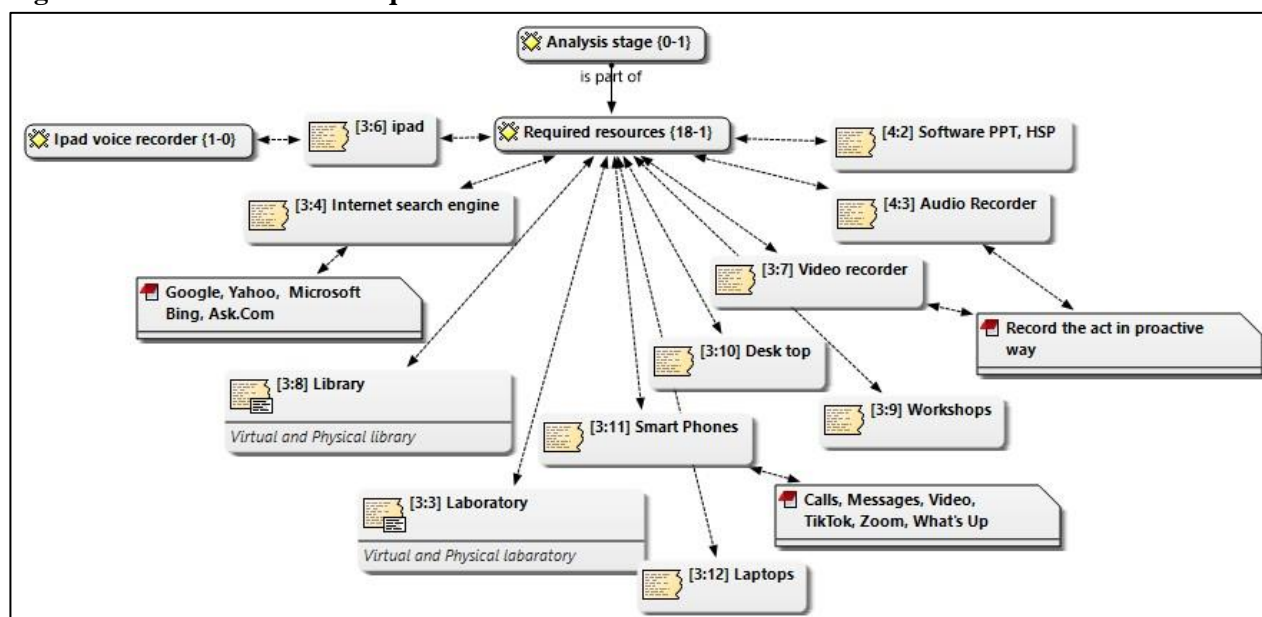 Analysis stage {0-1}
is part of
Ipad voice recorder {1-0}
[3:6] ipad
Required resources {18-1}
[4:2] Software PPT, HSP
[3:4] Internet search engine
[4:3] Audio Recorder
Google, Yahoo, Microsoft
Bing, Ask.Com
[3:7] Video recorder
Record the act in proactive
way
[3:10] Desk top
[3:8] Library
Virtual and Physical library
[3:9] Workshops
[3:11] Smart Phones
[3:3] Laboratory
Virtual and Physical labaratory
Calls, Messages, Video,
TikTok, Zoom, What's Up
[3:12] Laptops